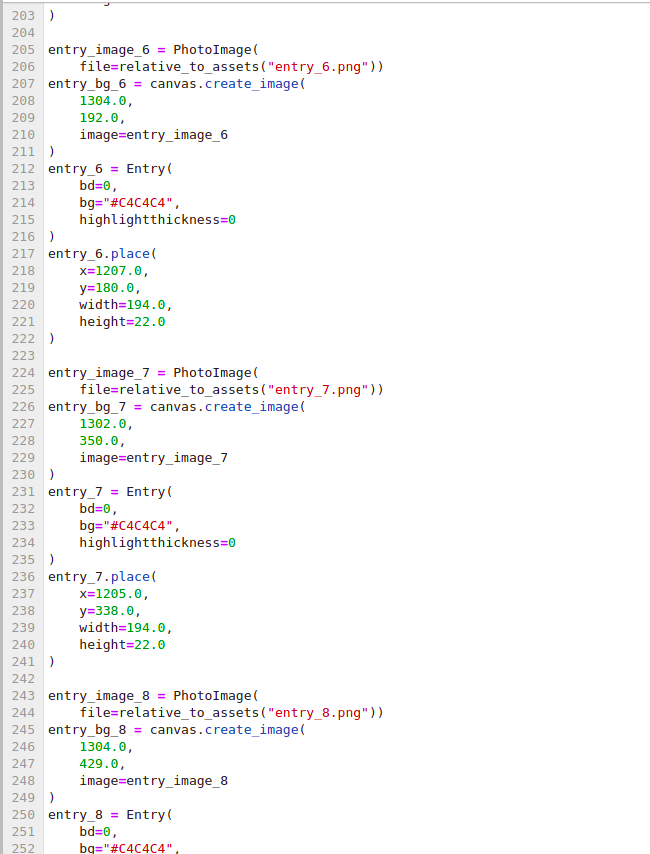 203 )
204
205 entry_image_6 = PhotoImage(
206     file=relative_to_assets("entry_6.png"))
207 entry_bg_6 = canvas.create_image(
208     1304.0,
209     192.0,
210     image=entry_image_6
211 )
212 entry_6 = Entry(
213     bd=0,
214     bg="#C4C4C4",
215     highlightthickness=0
216 )
217 entry_6.place(
218     x=1207.0,
219     y=180.0,
220     width=194.0,
221     height=22.0
222 )
223
224 entry_image_7 = PhotoImage(
225     file=relative_to_assets("entry_7.png"))
226 entry_bg_7 = canvas.create_image(
227     1302.0,
228     350.0,
229     image=entry_image_7
230 )
231 entry_7 = Entry(
232     bd=0,
233     bg="#C4C4C4",
234     highlightthickness=0
235 )
236 entry_7.place(
237     x=1205.0,
238     y=338.0,
239     width=194.0,
240     height=22.0
241 )
242
243 entry_image_8 = PhotoImage(
244     file=relative_to_assets("entry_8.png"))
245 entry_bg_8 = canvas.create_image(
246     1304.0,
247     429.0,
248     image=entry_image_8
249 )
250 entry_8 = Entry(
251     bd=0,
252     bg="#C4C4C4",